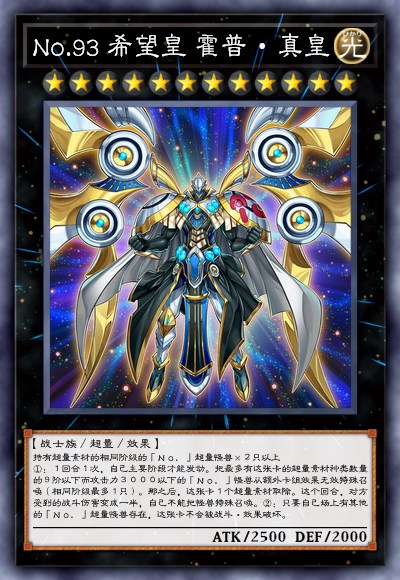 No.93 希望皇 霍普・真皇
光
ひかり
【战士族／超量／效果】
持有超量素材的相同阶级的「No．」超量怪兽×2只以上
①：1回合1次，自己主要阶段才能发动。把最多有这张卡的超量素材种类数量
的9阶以下而攻击力3000以下的「No．」怪兽从额外卡组效果无效特殊召
唤（相同阶级最多1只）。那之后，这张卡1个超量素材取除。这个回合，对方
受到的战斗伤害变成一半，自己不能把怪兽特殊召唤。②：只要自己场上有其他
的「No．」超量怪兽存在，这张卡不会被战斗・效果破坏。
ATK/2500 DEF/2000